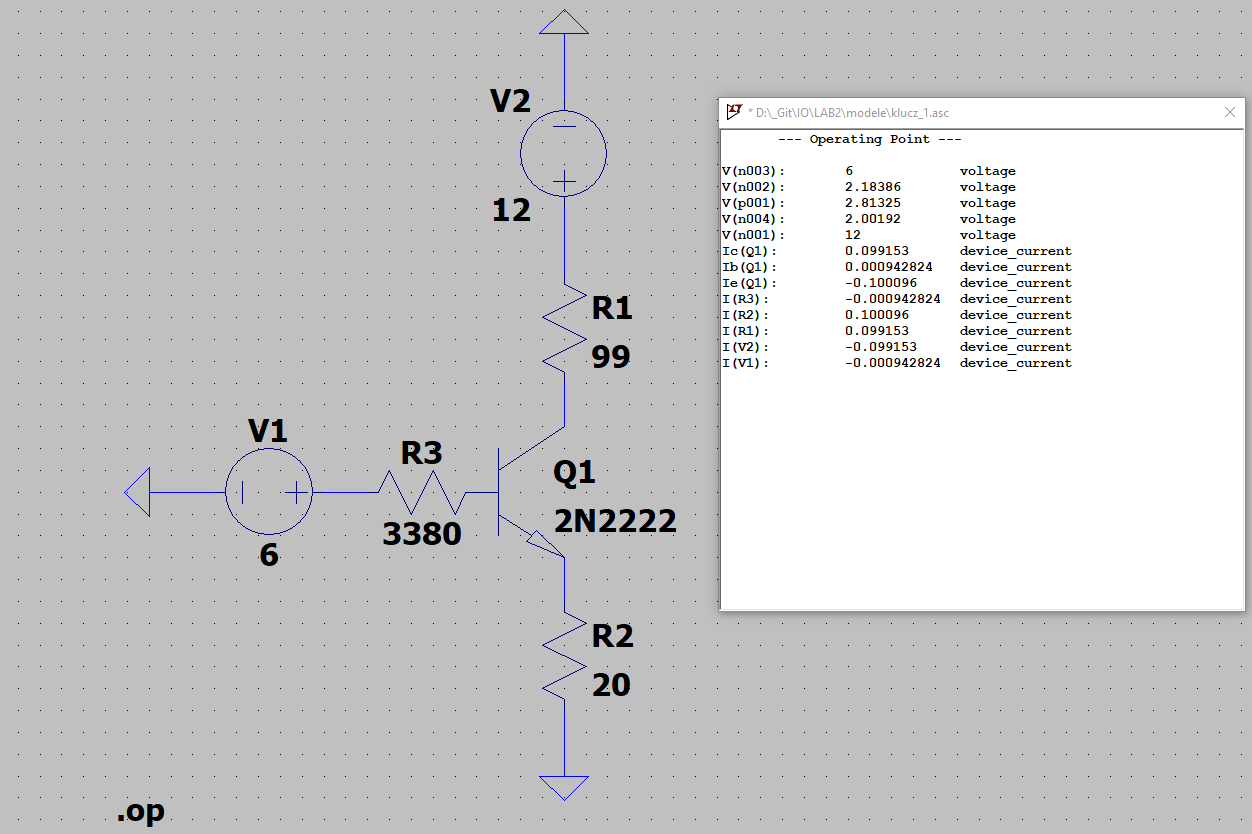 V2
12
R1
99
V1
6
R3
3380
Q1
2N2222
R2
20
.op
* D:\_Git\IO\LAB2\modele\klucz_1.asc
--- Operating Point ---
V(n003): 6 voltage
V(n002): 2.18386 voltage
V(p001): 2.81325 voltage
V(n004): 2.00192 voltage
V(n001): 12 voltage
Ic(Q1): 0.099153 device_current
Ib(Q1): 0.000942824 device_current
Ie(Q1): -0.100096 device_current
I(R3): -0.000942824 device_current
I(R2): 0.100096 device_current
I(R1): 0.099153 device_current
I(V2): -0.099153 device_current
I(V1): -0.000942824 device_current